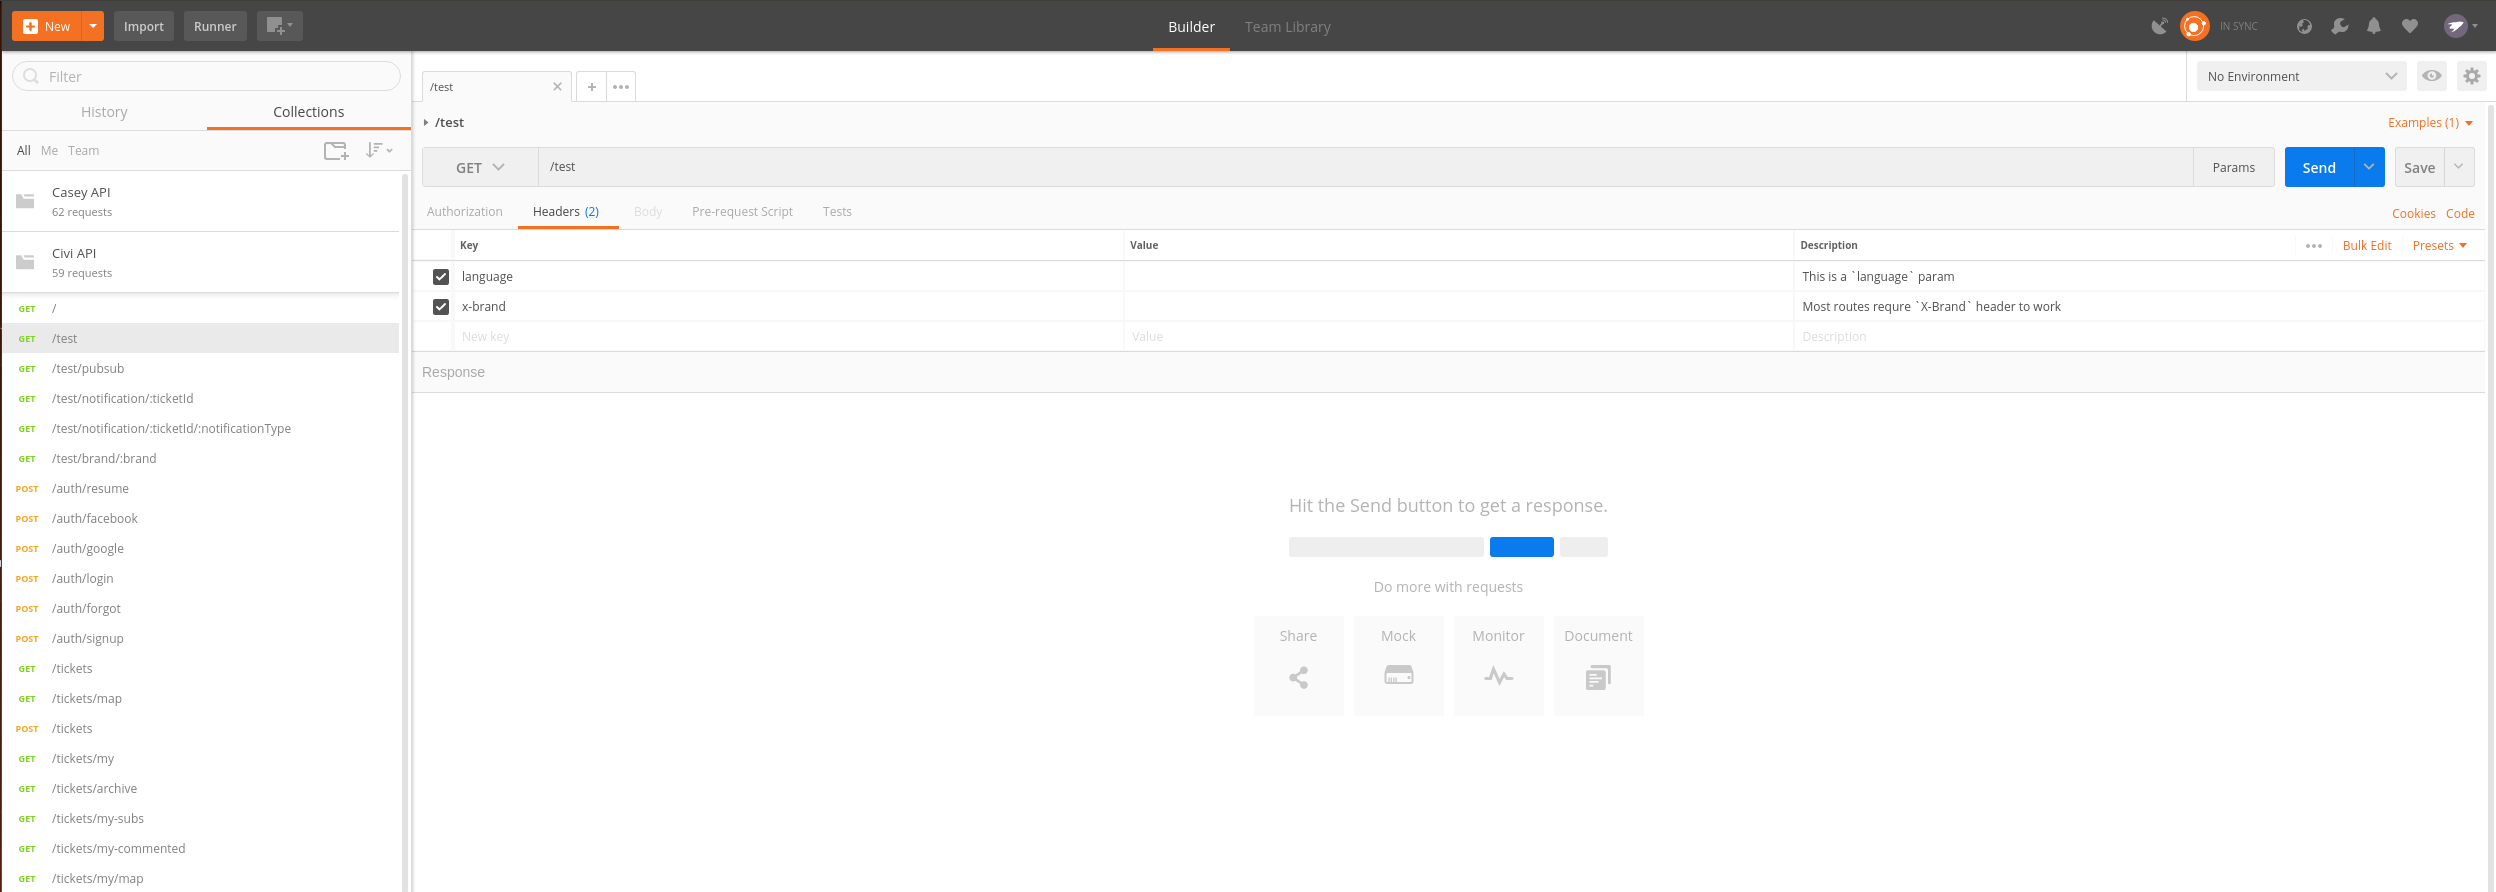 New
Import
Runner
Builder
Team Library
IN SYNC
Filter
History
Collections
All Me Team
Casey API
62 requests
Civi API
59 requests
GET /
GET /test
GET /test/pubsub
GET /test/notification/:ticketId
GET /test/notification/:ticketId/:notificationType
GET /test/brand/:brand
POST /auth/resume
POST /auth/facebook
POST /auth/google
POST /auth/login
POST /auth/forgot
POST /auth/signup
GET /tickets
GET /tickets/map
POST /tickets
GET /tickets/my
GET /tickets/archive
GET /tickets/my-subs
GET /tickets/my-commented
GET /tickets/my/map
/test
No Environment
/test
Examples (1)
GET /test Params Send Save
Authorization Headers (2) Body Pre-request Script Tests
Cookies Code
Key Value Description Bulk Edit Presets
language This is a `language` param
x-brand Most routes requre `X-Brand` header to work
New key Value Description
Response
Hit the Send button to get a response.
Do more with requests
Share Mock Monitor Document